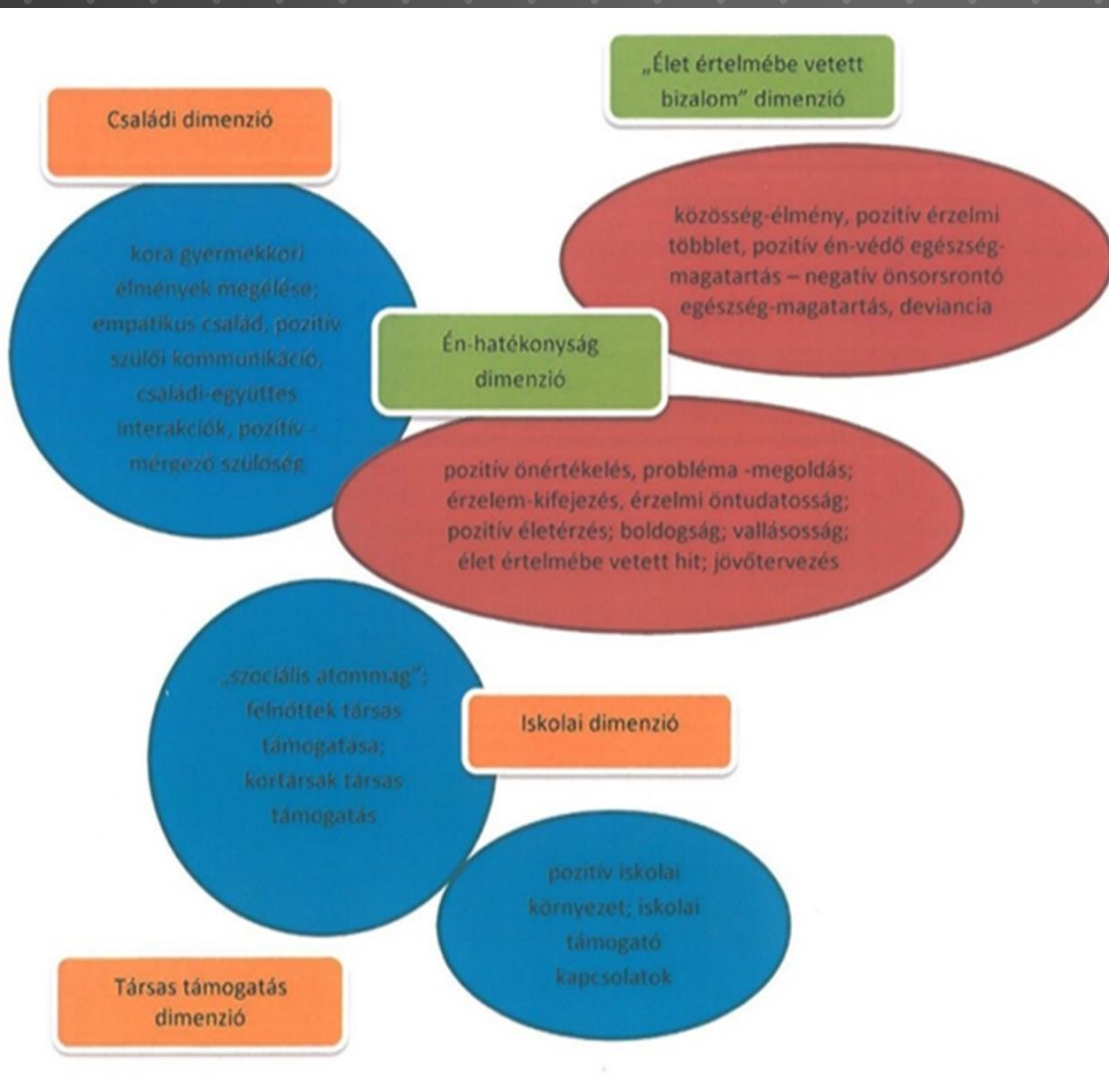 Családi dimenzió
kora gyermekkori
élmények megélése;
empatikus család, pozitív
szülői kommunikáció,
családi-együttes
interakciók, pozitív -
mérgező szülőség
„Élet értelmébe vetett
bizalom” dimenzió
közösség-élmény, pozitív érzelmi
többlet, pozitív én-védő egészség-
magatartás – negatív önsorsrontó
egészség-magatartás, deviancia
Én-hatékonyság
dimenzió
pozitív önértékelés, probléma -megoldás;
érzelem-kifejezés, érzelmi öntudatosság;
pozitív életérzés; boldogság; vallásosság;
élet értelmébe vetett hit; jövőtervezés
„szociális atommag”;
felnőttek társas
támogatása;
kortársak társas
támogatás
Iskolai dimenzió
pozitív iskolai
környezet; iskolai
támogató
kapcsolatok
Társas támogatás
dimenzió